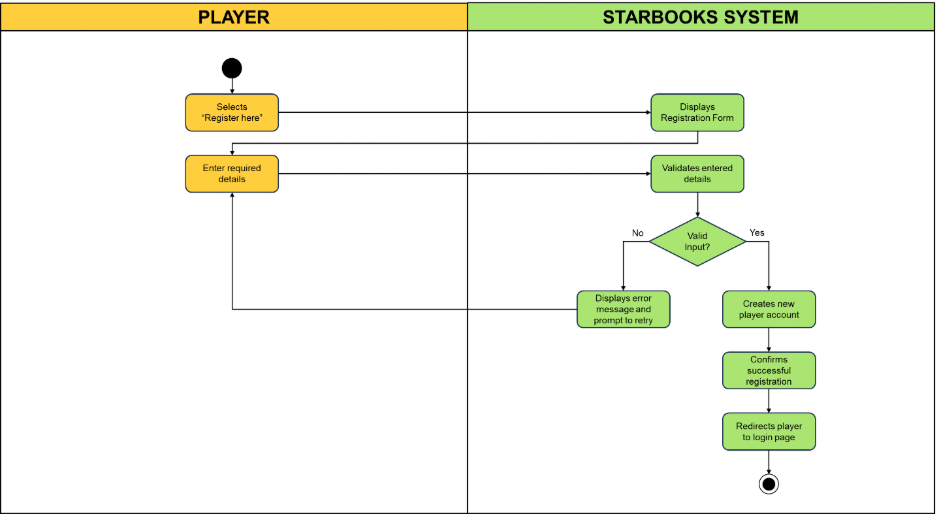 PLAYER
STARBOOKS SYSTEM
Selects
"Register here"
Displays
Registration Form
Enter required
details
Validates entered
details
Valid
Input?
No
Yes
Displays error
message and
prompt to retry
Creates new
player account
Confirms
successful
registration
Redirects player
to login page